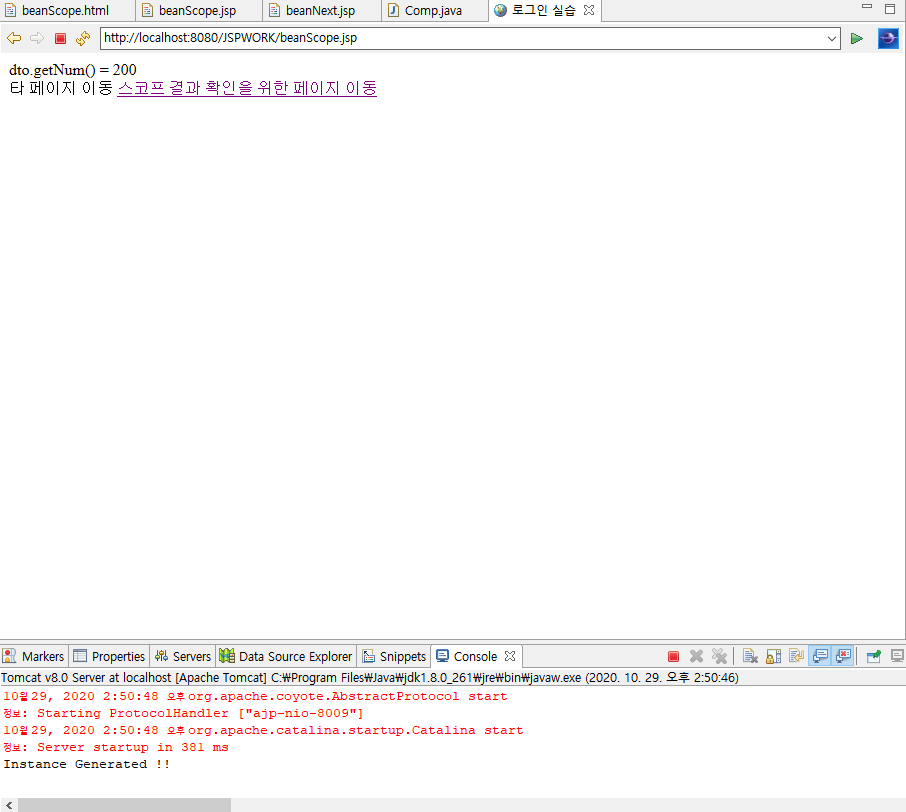 beanScope.html beanScope.jsp beanNext.jsp Comp.java 로그인 실습
http://localhost:8080/JSPWORK/beanScope.jsp
dto.getNum() = 200
타 페이지 이동 스코프 결과 확인을 위한 페이지 이동
Markers Properties Servers Data Source Explorer Snippets Console
Tomcat v8.0 Server at localhost [Apache Tomcat] C:₩Program Files₩Java₩jdk1.8.0_261₩jre₩bin₩javaw.exe (2020. 10. 29. 오후 2:50:46)
10월 29, 2020 2:50:48 오후 org.apache.coyote.AbstractProtocol start
정보: Starting ProtocolHandler ["ajp-nio-8009"]
10월 29, 2020 2:50:48 오후 org.apache.catalina.startup.Catalina start
정보: Server startup in 381 ms
Instance Generated !!